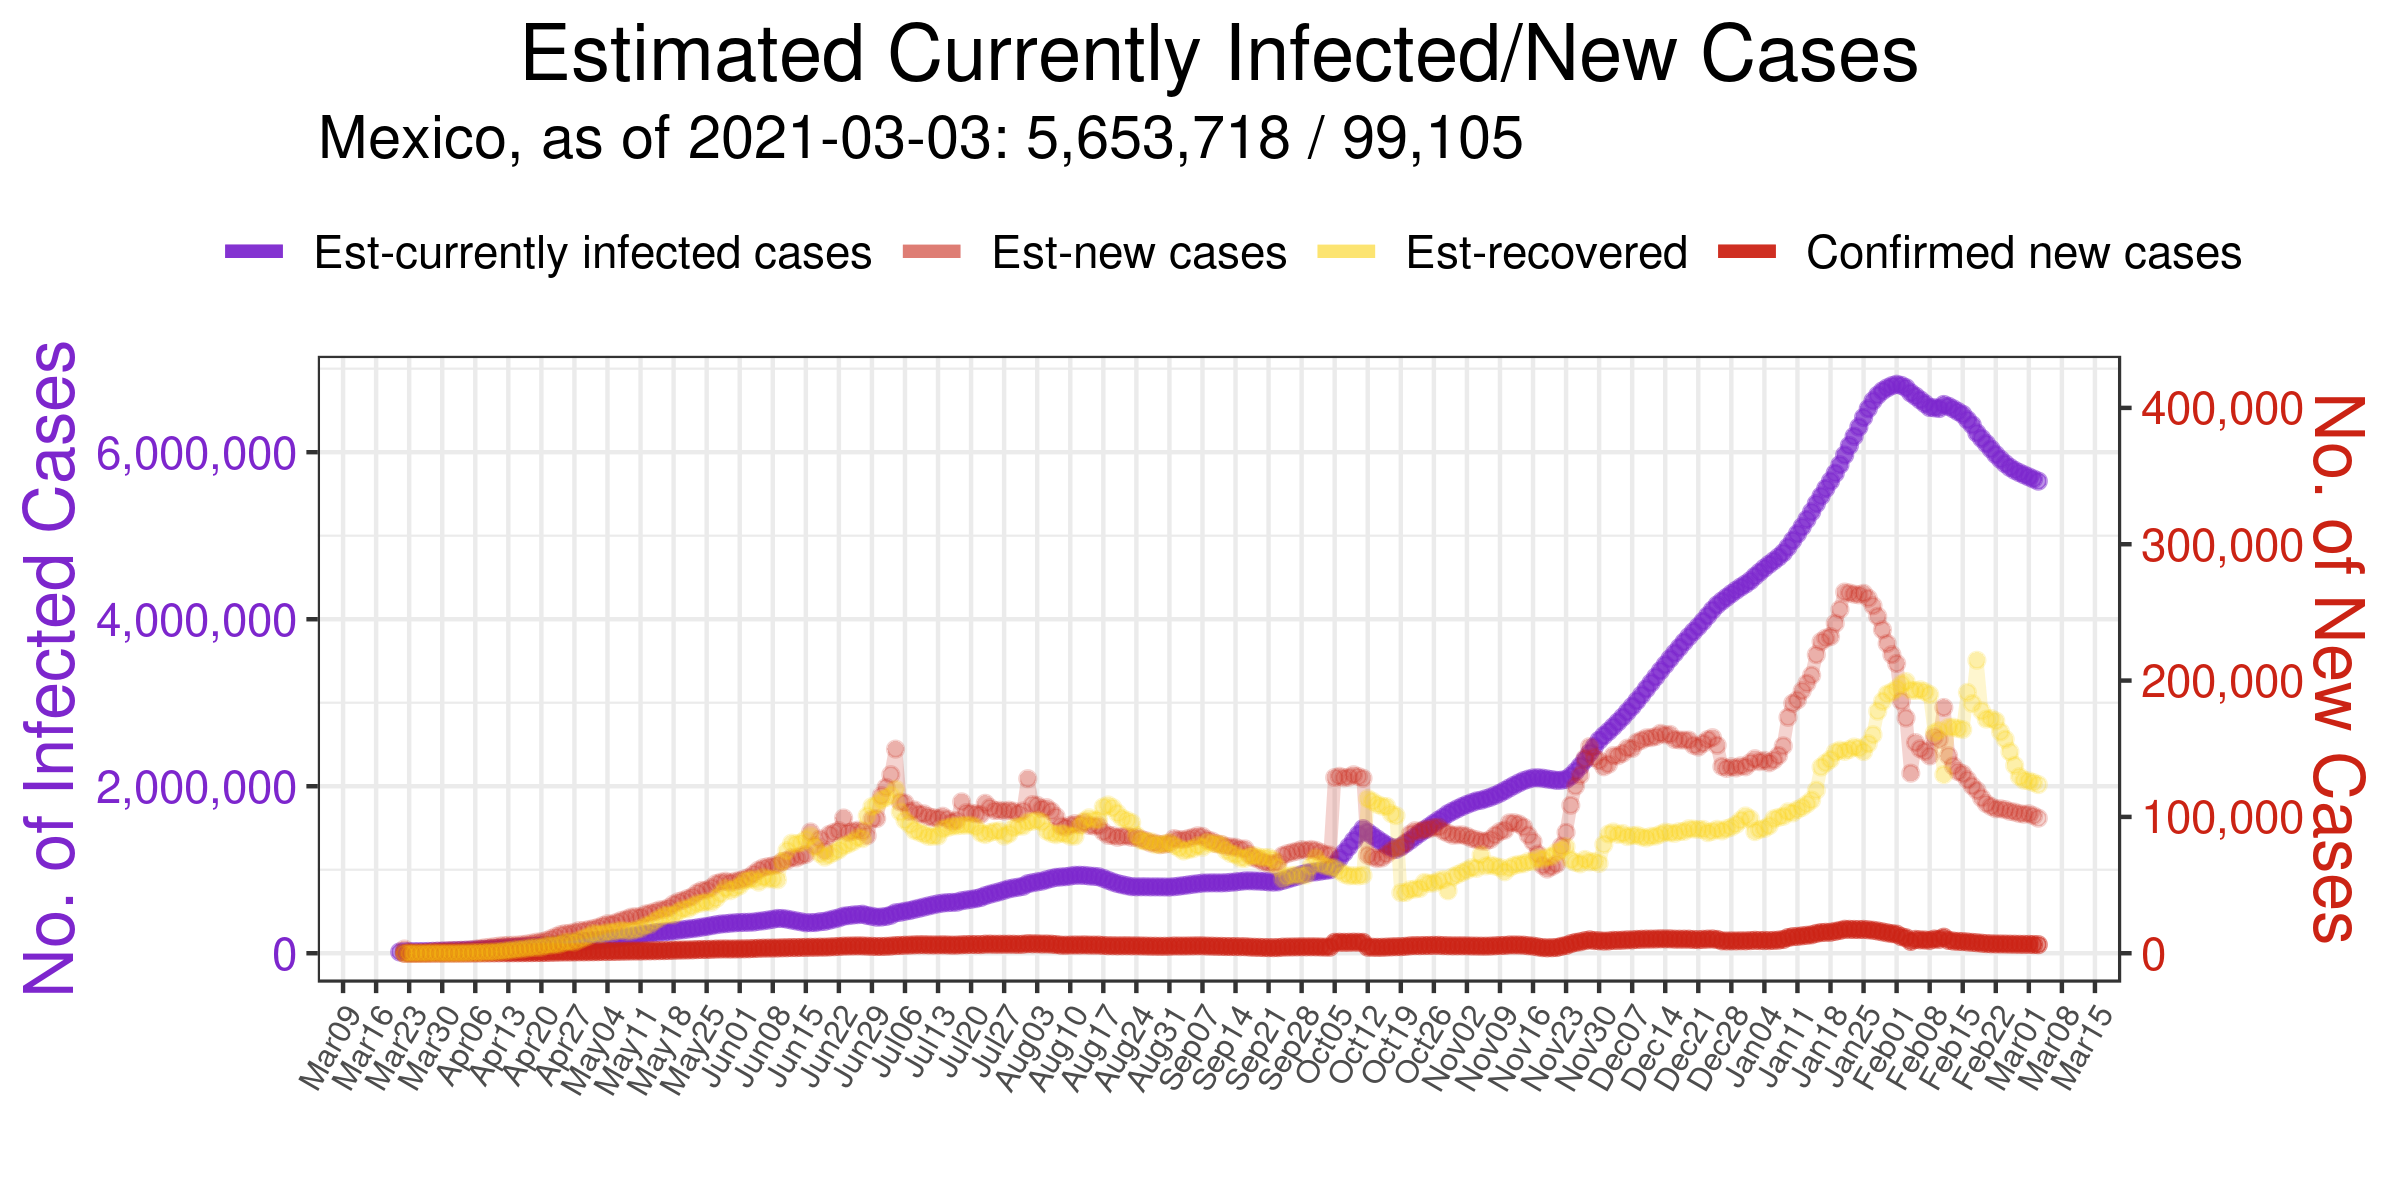 Estimated Currently Infected/New Cases
Mexico, as of 2021-03-03: 5,653,718 / 99,105
Est-currently infected cases Est-new cases Est-recovered Confirmed new cases
No. of Infected Cases
6,000,000
4,000,000
2,000,000
0
400,000
300,000
200,000
100,000
0
No. of New Cases
Mar09 Mar16 Mar23 Mar30 Apr06 Apr13 Apr20 Apr27 May04 May11 May18 May25 Jun01 Jun08 Jun15 Jun22 Jun29 Jul06 Jul13 Jul20 Jul27 Aug03 Aug10 Aug17 Aug24 Aug31 Sep07 Sep14 Sep21 Sep28 Oct05 Oct12 Oct19 Oct26 Nov02 Nov09 Nov16 Nov23 Nov30 Dec07 Dec14 Dec21 Dec28 Jan04 Jan11 Jan18 Jan25 Feb01 Feb08 Feb15 Feb22 Mar01 Mar08 Mar15